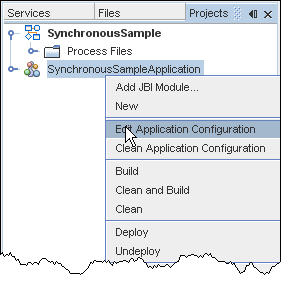 Services Files Projects
SynchronousSample
Process Files
SynchronousSampleApplication
Add JBI Module...
New
Edit Application Configuration
Clean Application Configuration
Build
Clean and Build
Clean
Deploy
Undeploy